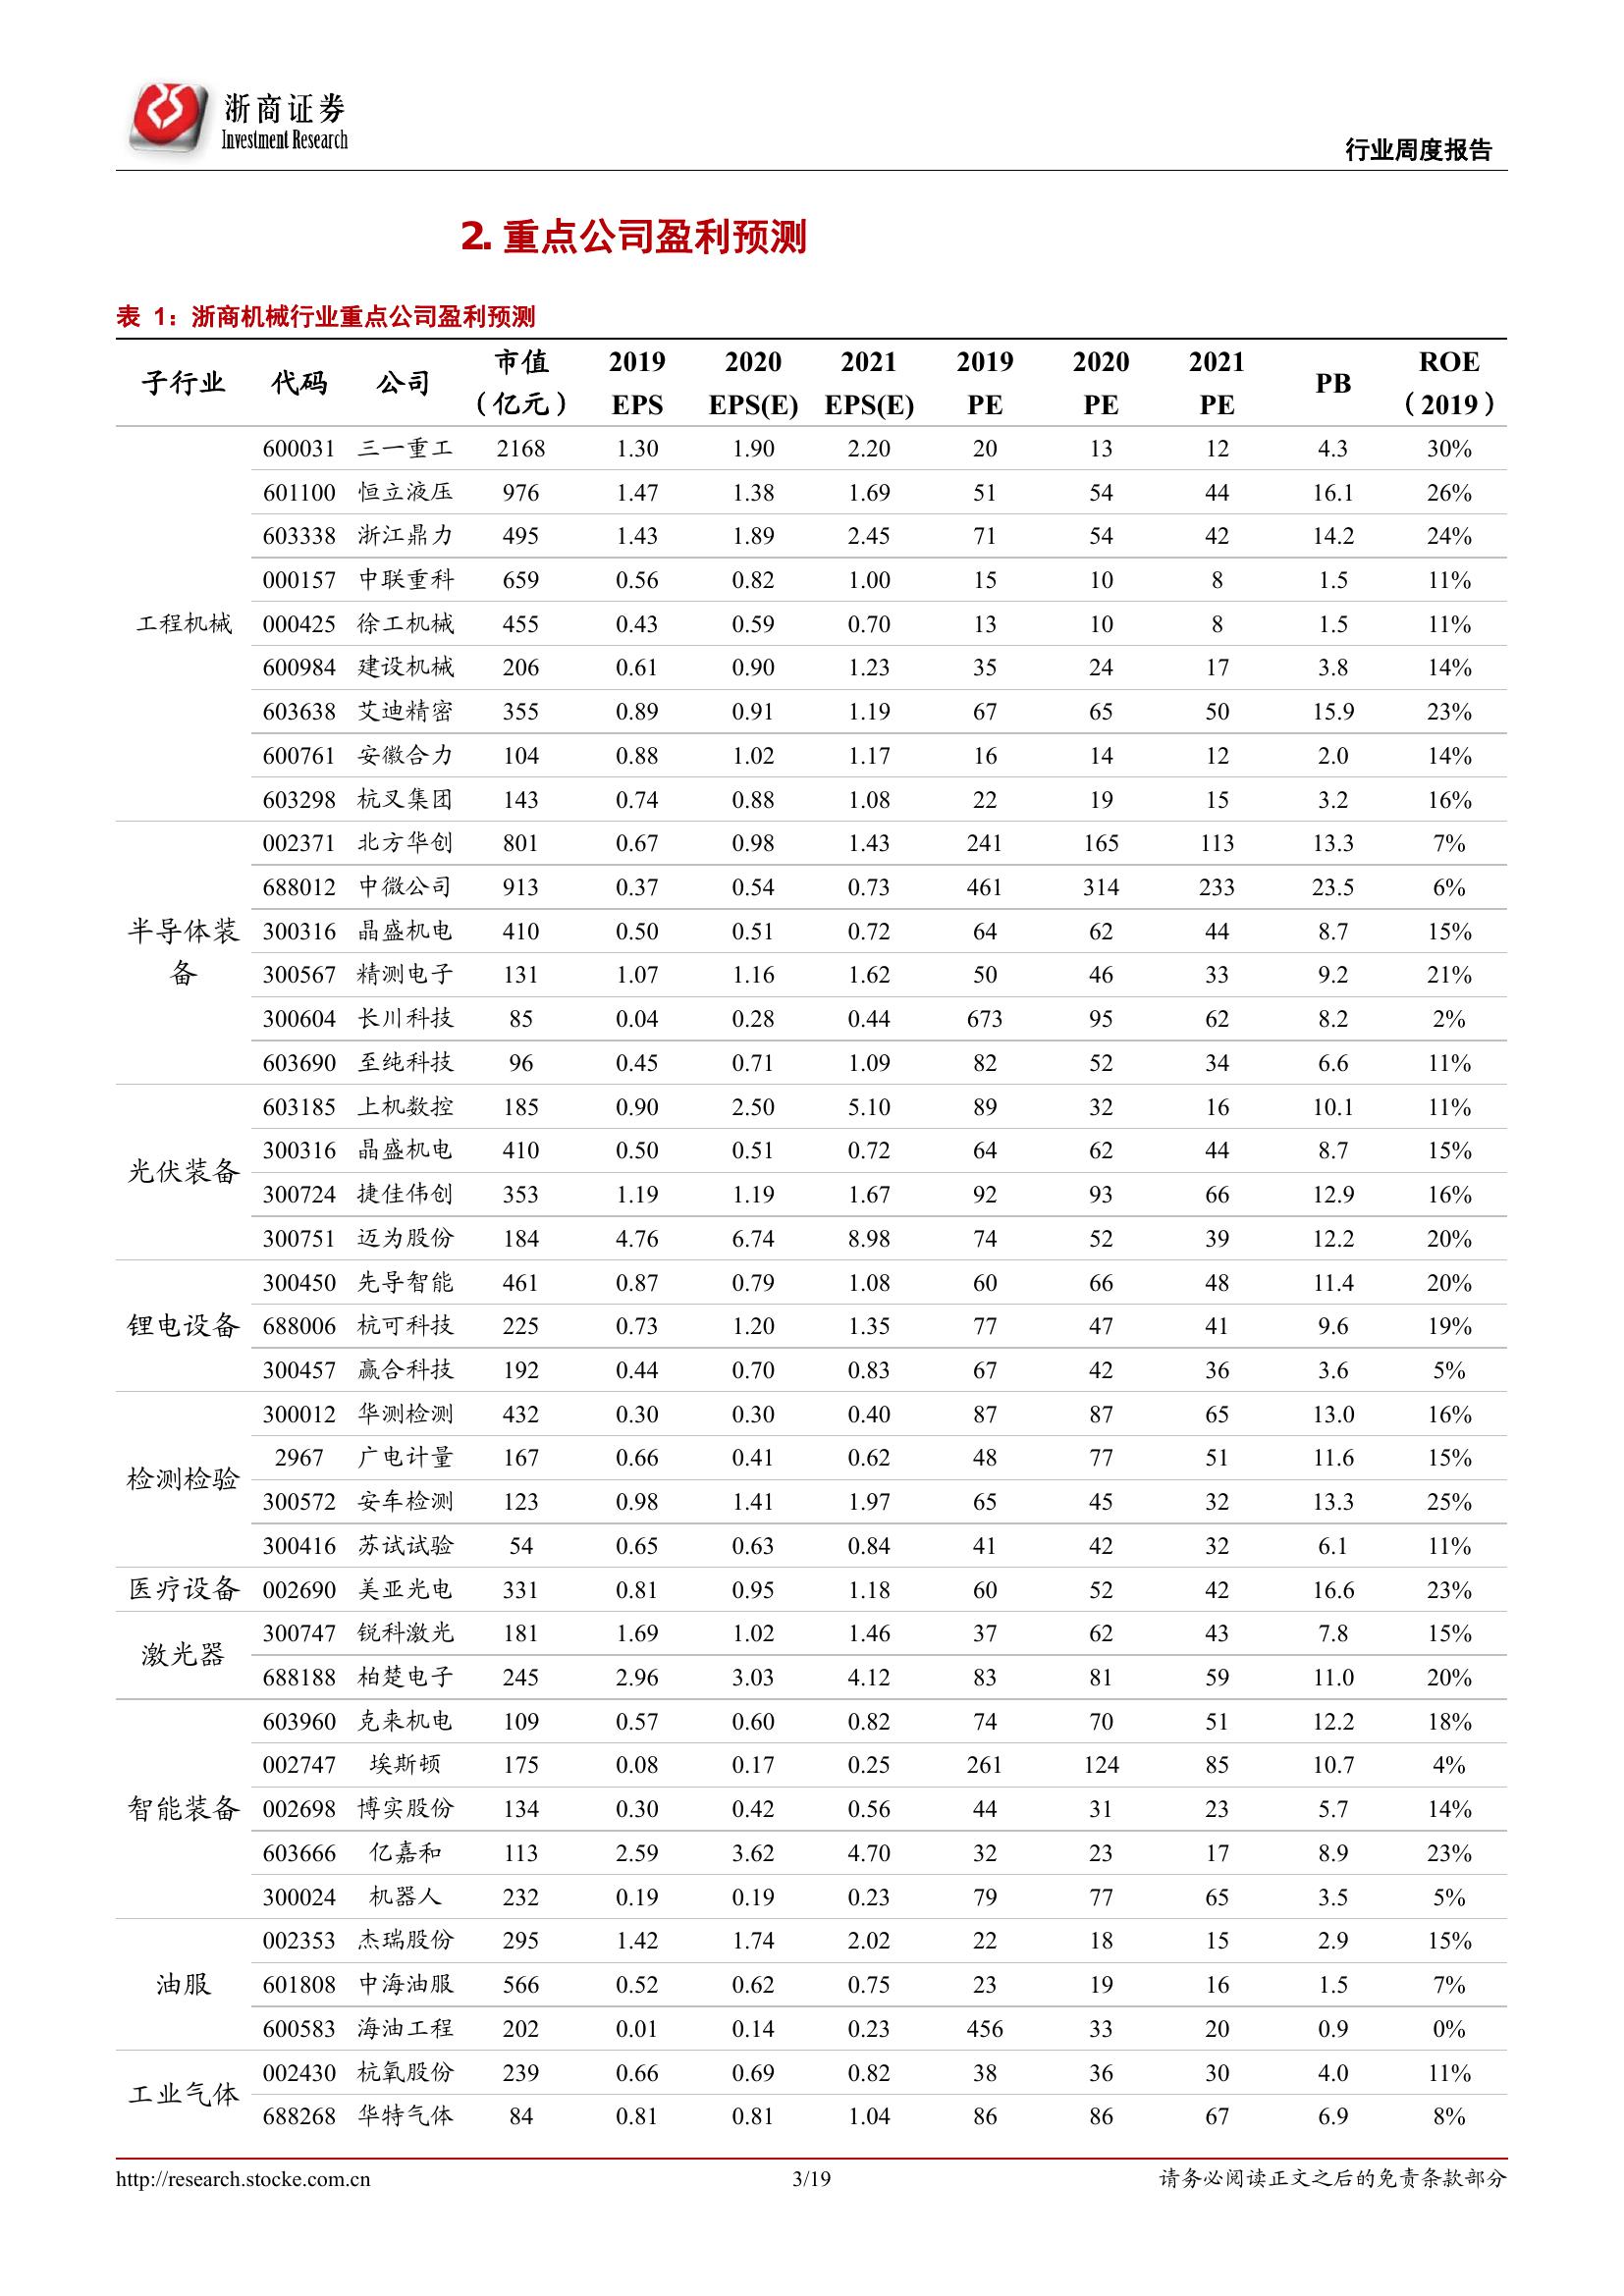 浙商证券
Investment Research
行业周度报告
2. 重点公司盈利预测
表 1：浙商机械行业重点公司盈利预测
子行业 代码 公司 市值（亿元） 2019 EPS 2020 EPS(E) 2021 EPS(E) 2019 PE 2020 PE 2021 PE PB ROE（2019）
工程机械
600031 三一重工 2168 1.30 1.90 2.20 20 13 12 4.3 30%
601100 恒立液压 976 1.47 1.38 1.69 51 54 44 16.1 26%
603338 浙江鼎力 495 1.43 1.89 2.45 71 54 42 14.2 24%
000157 中联重科 659 0.56 0.82 1.00 15 10 8 1.5 11%
000425 徐工机械 455 0.43 0.59 0.70 13 10 8 1.5 11%
600984 建设机械 206 0.61 0.90 1.23 35 24 17 3.8 14%
603638 艾迪精密 355 0.89 0.91 1.19 67 65 50 15.9 23%
600761 安徽合力 104 0.88 1.02 1.17 16 14 12 2.0 14%
603298 杭叉集团 143 0.74 0.88 1.08 22 19 15 3.2 16%
半导体装备
002371 北方华创 801 0.67 0.98 1.43 241 165 113 13.3 7%
688012 中微公司 913 0.37 0.54 0.73 461 314 233 23.5 6%
300316 晶盛机电 410 0.50 0.51 0.72 64 62 44 8.7 15%
300567 精测电子 131 1.07 1.16 1.62 50 46 33 9.2 21%
300604 长川科技 85 0.04 0.28 0.44 673 95 62 8.2 2%
603690 至纯科技 96 0.45 0.71 1.09 82 52 34 6.6 11%
光伏装备
603185 上机数控 185 0.90 2.50 5.10 89 32 16 10.1 11%
300316 晶盛机电 410 0.50 0.51 0.72 64 62 44 8.7 15%
300724 捷佳伟创 353 1.19 1.19 1.67 92 93 66 12.9 16%
300751 迈为股份 184 4.76 6.74 8.98 74 52 39 12.2 20%
锂电设备
300450 先导智能 461 0.87 0.79 1.08 60 66 48 11.4 20%
688006 杭可科技 225 0.73 1.20 1.35 77 47 41 9.6 19%
300457 赢合科技 192 0.44 0.70 0.83 67 42 36 3.6 5%
检测检验
300012 华测检测 432 0.30 0.30 0.40 87 87 65 13.0 16%
2967 广电计量 167 0.66 0.41 0.62 48 77 51 11.6 15%
300572 安车检测 123 0.98 1.41 1.97 65 45 32 13.3 25%
300416 苏试试验 54 0.65 0.63 0.84 41 42 32 6.1 11%
医疗设备 002690 美亚光电 331 0.81 0.95 1.18 60 52 42 16.6 23%
激光器
300747 锐科激光 181 1.69 1.02 1.46 37 62 43 7.8 15%
688188 柏楚电子 245 2.96 3.03 4.12 83 81 59 11.0 20%
智能装备
603960 克来机电 109 0.57 0.60 0.82 74 70 51 12.2 18%
002747 埃斯顿 175 0.08 0.17 0.25 261 124 85 10.7 4%
002698 博实股份 134 0.30 0.42 0.56 44 31 23 5.7 14%
603666 亿嘉和 113 2.59 3.62 4.70 32 23 17 8.9 23%
300024 机器人 232 0.19 0.19 0.23 79 77 65 3.5 5%
油服
002353 杰瑞股份 295 1.42 1.74 2.02 22 18 15 2.9 15%
601808 中海油服 566 0.52 0.62 0.75 23 19 16 1.5 7%
600583 海油工程 202 0.01 0.14 0.23 456 33 20 0.9 0%
工业气体
002430 杭氧股份 239 0.66 0.69 0.82 38 36 30 4.0 11%
688268 华特气体 84 0.81 0.81 1.04 86 86 67 6.9 8%
http://research.stocke.com.cn 3/19 请务必阅读正文之后的免责条款部分